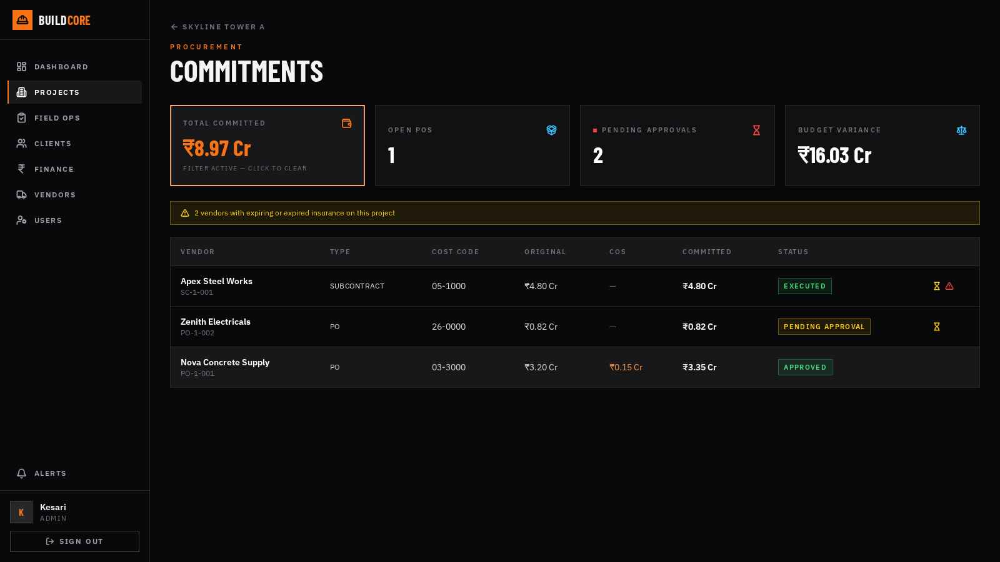 BUILDCORE
DASHBOARD
PROJECTS
FIELD OPS
CLIENTS
FINANCE
VENDORS
USERS
ALERTS
K
Kesari
ADMIN
SIGN OUT
← SKYLINE TOWER A
PROCUREMENT
COMMITMENTS
TOTAL COMMITTED
₹8.97 Cr
FILTER ACTIVE — CLICK TO CLEAR
OPEN POS
1
PENDING APPROVALS
2
BUDGET VARIANCE
₹16.03 Cr
2 vendors with expiring or expired insurance on this project
VENDOR TYPE COST CODE ORIGINAL COS COMMITTED STATUS
Apex Steel Works SUBCONTRACT 05-1000 ₹4.80 Cr — ₹4.80 Cr EXECUTED
SC-1-001
Zenith Electricals PO 26-0000 ₹0.82 Cr — ₹0.82 Cr PENDING APPROVAL
PO-1-002
Nova Concrete Supply PO 03-3000 ₹3.20 Cr ₹0.15 Cr ₹3.35 Cr APPROVED
PO-1-001